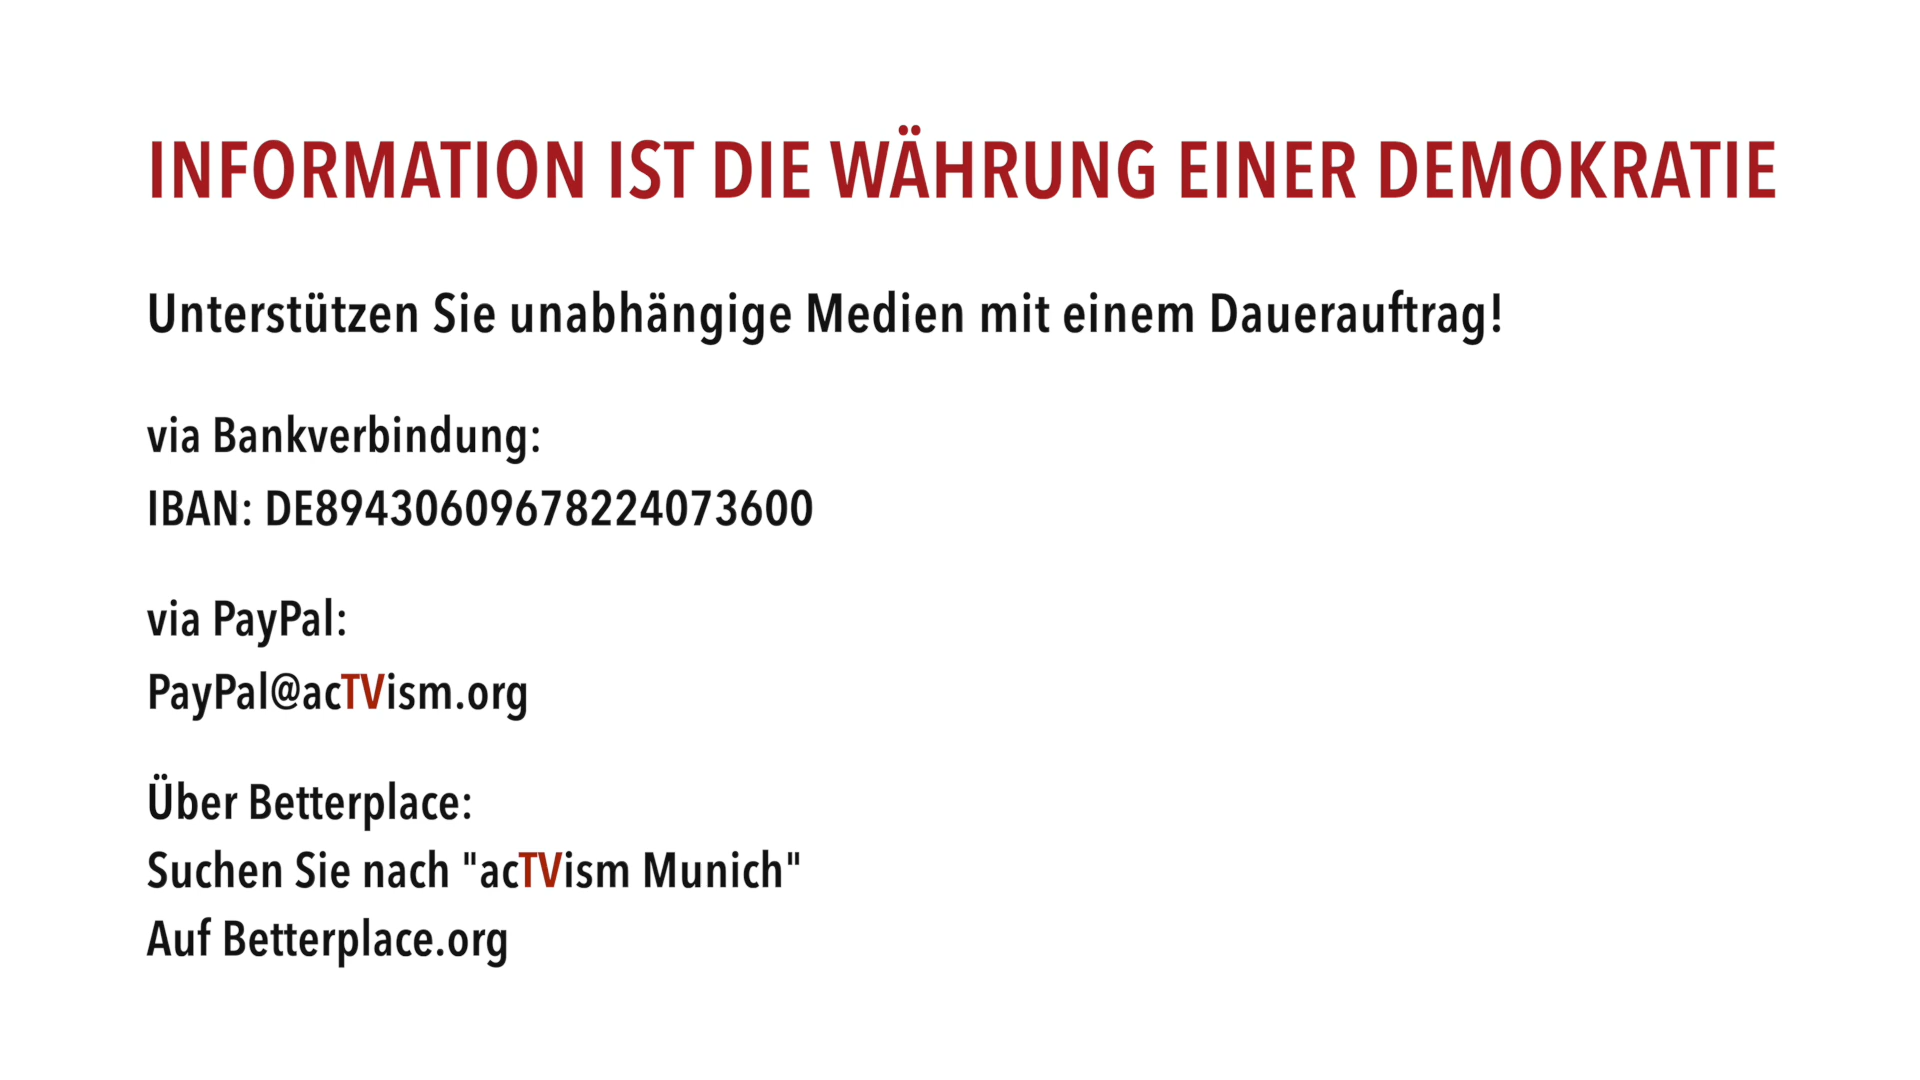 INFORMATION IST DIE WÄHRUNG EINER DEMOKRATIE
Unterstützen Sie unabhängige Medien mit einem Dauerauftrag!
via Bankverbindung:
IBAN: DE89430609678224073600
via PayPal:
PayPal@acTVism.org
Über Betterplace:
Suchen Sie nach "acTVism Munich"
Auf Betterplace.org